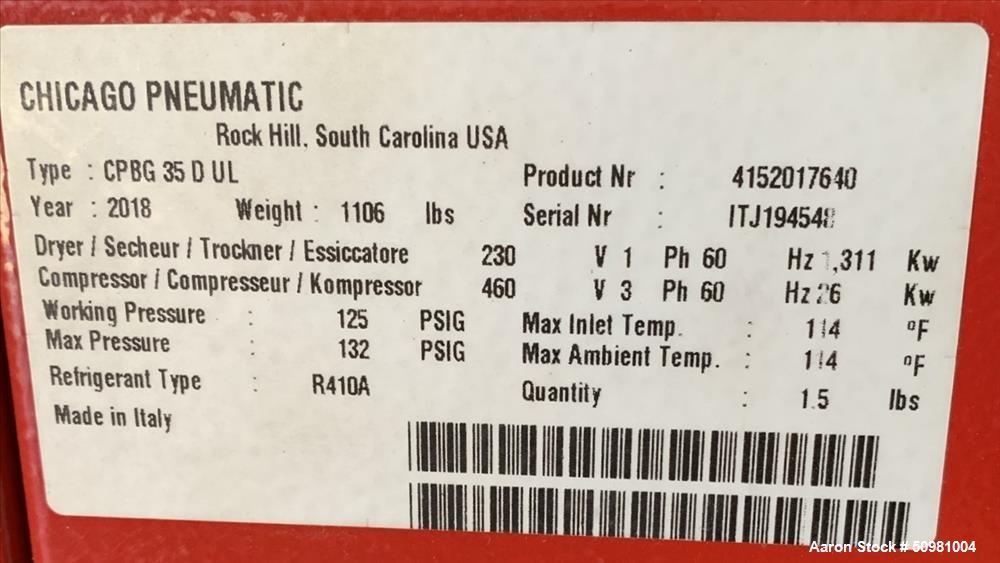 CHICAGO PNEUMATIC
Rock Hill, South Carolina USA
Type : CPBG 35 D UL Product Nr : 4152017640
Year : 2018 Weight : 1106 lbs Serial Nr :
Dryer / Secheur / Trockner / Essiccatore 230 V 1 Ph 60 Hz Kw
Compressor / Compresseur / Kompressor 460 V 3 Ph 60 Hz 26 Kw
Working Pressure : 125 PSIG Max Inlet Temp. : 114 °F
Max Pressure : 132 PSIG Max Ambient Temp. : 114 °F
Refrigerant Type : R410A Quantity : 1.5 lbs
Made in Italy
Aaron Stock # 50981004